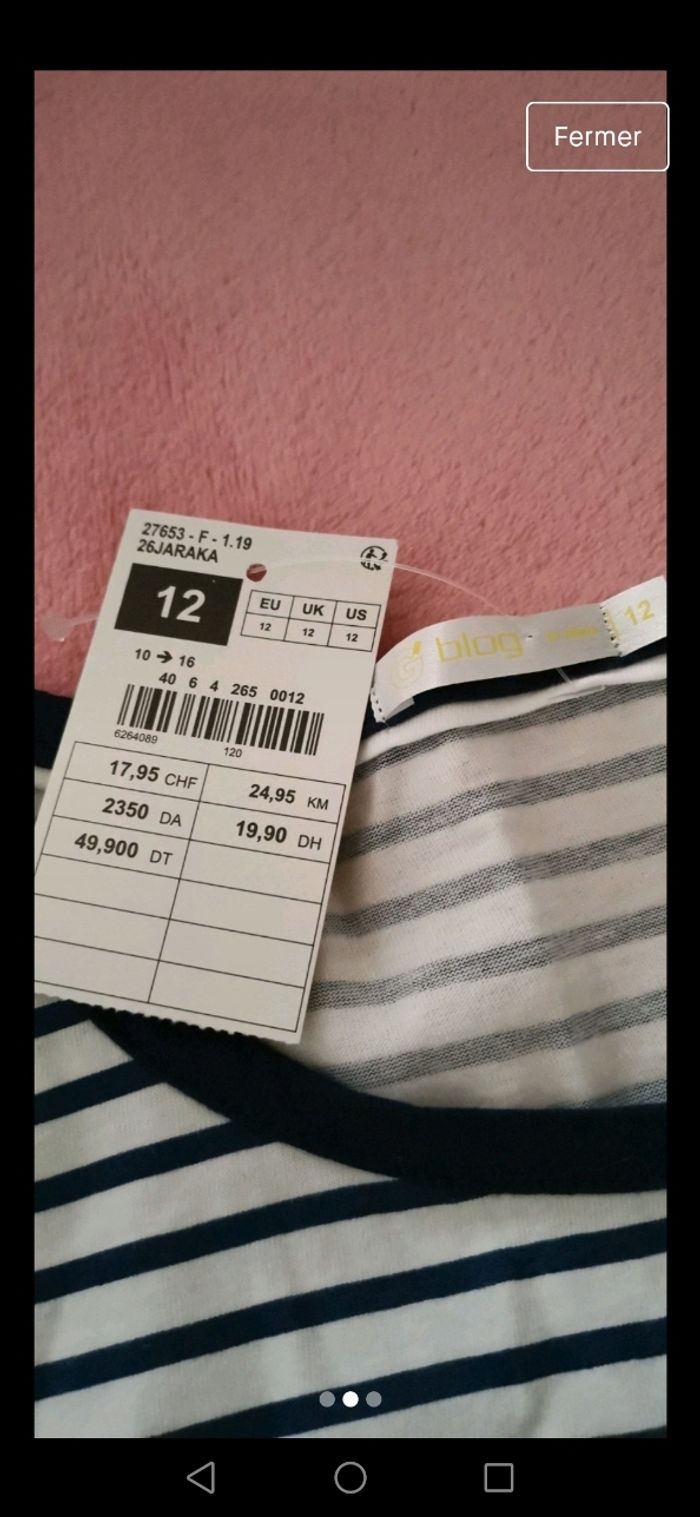 Fermer
27653 - F - 1.19
26JARAKA
12
EU UK US
12 12 12
10 → 16
40 6 4 265 0012
6264089
120
17,95 CHF 24,95 KM
2350 DA 19,90 DH
49,900 DT
blog
12